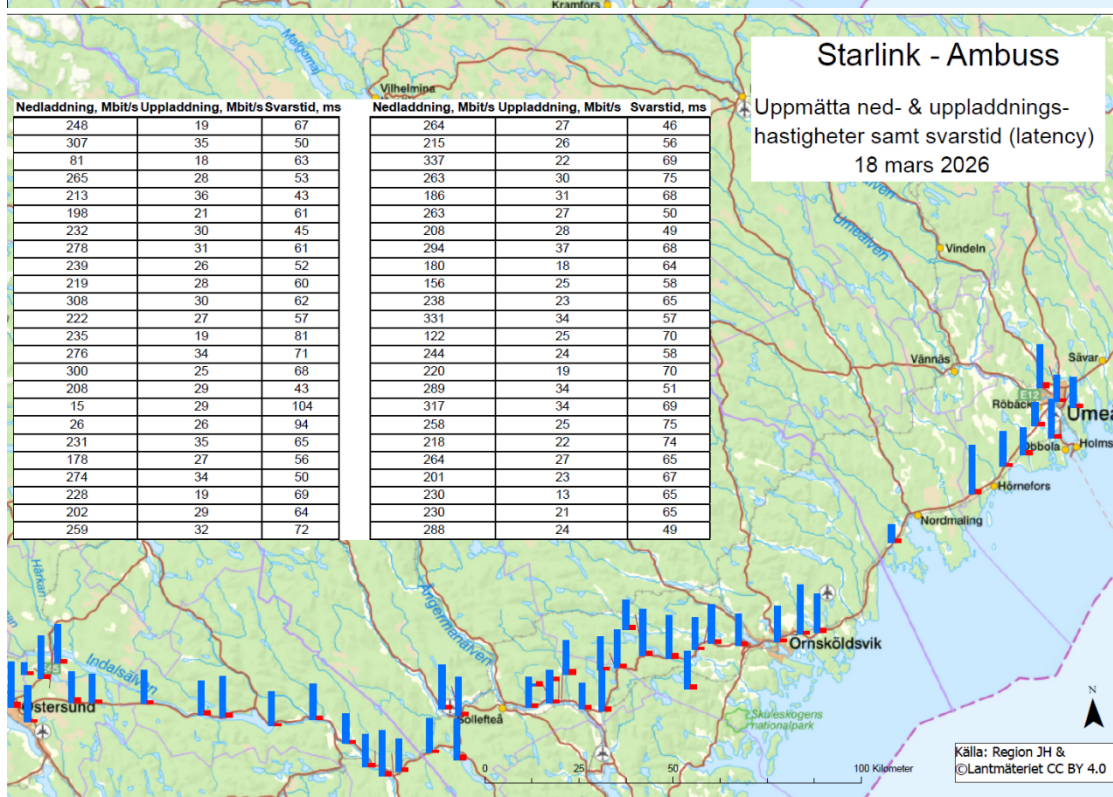 Kramfors
Starlink - Ambuss
Uppmätta ned- & uppladdnings-
hastigheter samt svarstid (latency)
18 mars 2026
Malgomaj
Vilhelmina
Nedladdning, Mbit/s Uppladdning, Mbit/s Svarstid, ms
248 19 67
307 35 50
81 18 63
265 28 53
213 36 43
198 21 61
232 30 45
278 31 61
239 26 52
219 28 60
308 30 62
222 27 57
235 19 81
276 34 71
300 25 68
208 29 43
15 29 104
26 26 94
231 35 65
178 27 56
274 34 50
228 19 69
202 29 64
259 32 72
Nedladdning, Mbit/s Uppladdning, Mbit/s Svarstid, ms
264 27 46
215 26 56
337 22 69
263 30 75
186 31 68
263 27 50
208 28 49
294 37 68
180 18 64
156 25 58
238 23 65
331 34 57
122 25 70
244 24 58
220 19 70
289 34 51
317 34 69
258 25 75
218 22 74
264 27 65
201 23 67
230 13 65
230 21 65
288 24 49
Umeälven
Vindeln
Vännäs
Sävar
E12
Röbäck
Umeå
Obbola
Holms
Hörnefors
Nordmaling
Hårkan
Ångermanälven
Indalsälven
Örnsköldsvik
Östersund
Sollefteå
Skuleskogens
nationalpark
N
0 25 50 100 Kilometer
Källa: Region JH &
©Lantmäteriet CC BY 4.0